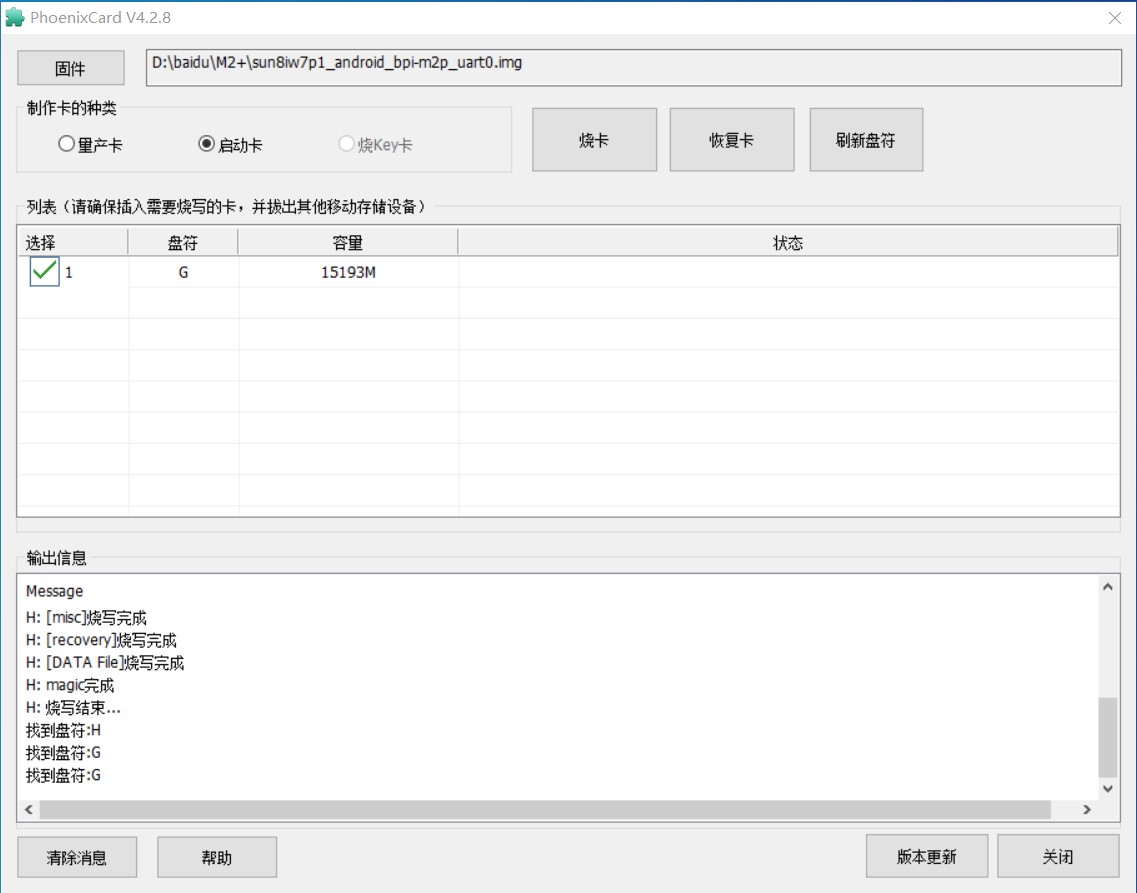 PhoenixCard V4.2.8
固件 D:\baidu\M2+\sun8iw7p1_android_bpi-m2p_uart0.img
制作卡的种类
量产卡 启动卡 烧Key卡 烧卡 恢复卡 刷新盘符
列表（请确保插入需要烧写的卡，并拔出其他移动存储设备）
选择 盘符 容量 状态
1 G 15193M
输出信息
Message
H: [misc]烧写完成
H: [recovery]烧写完成
H: [DATA File]烧写完成
H: magic完成
H: 烧写结束...
找到盘符:H
找到盘符:G
找到盘符:G
清除消息 帮助 版本更新 关闭